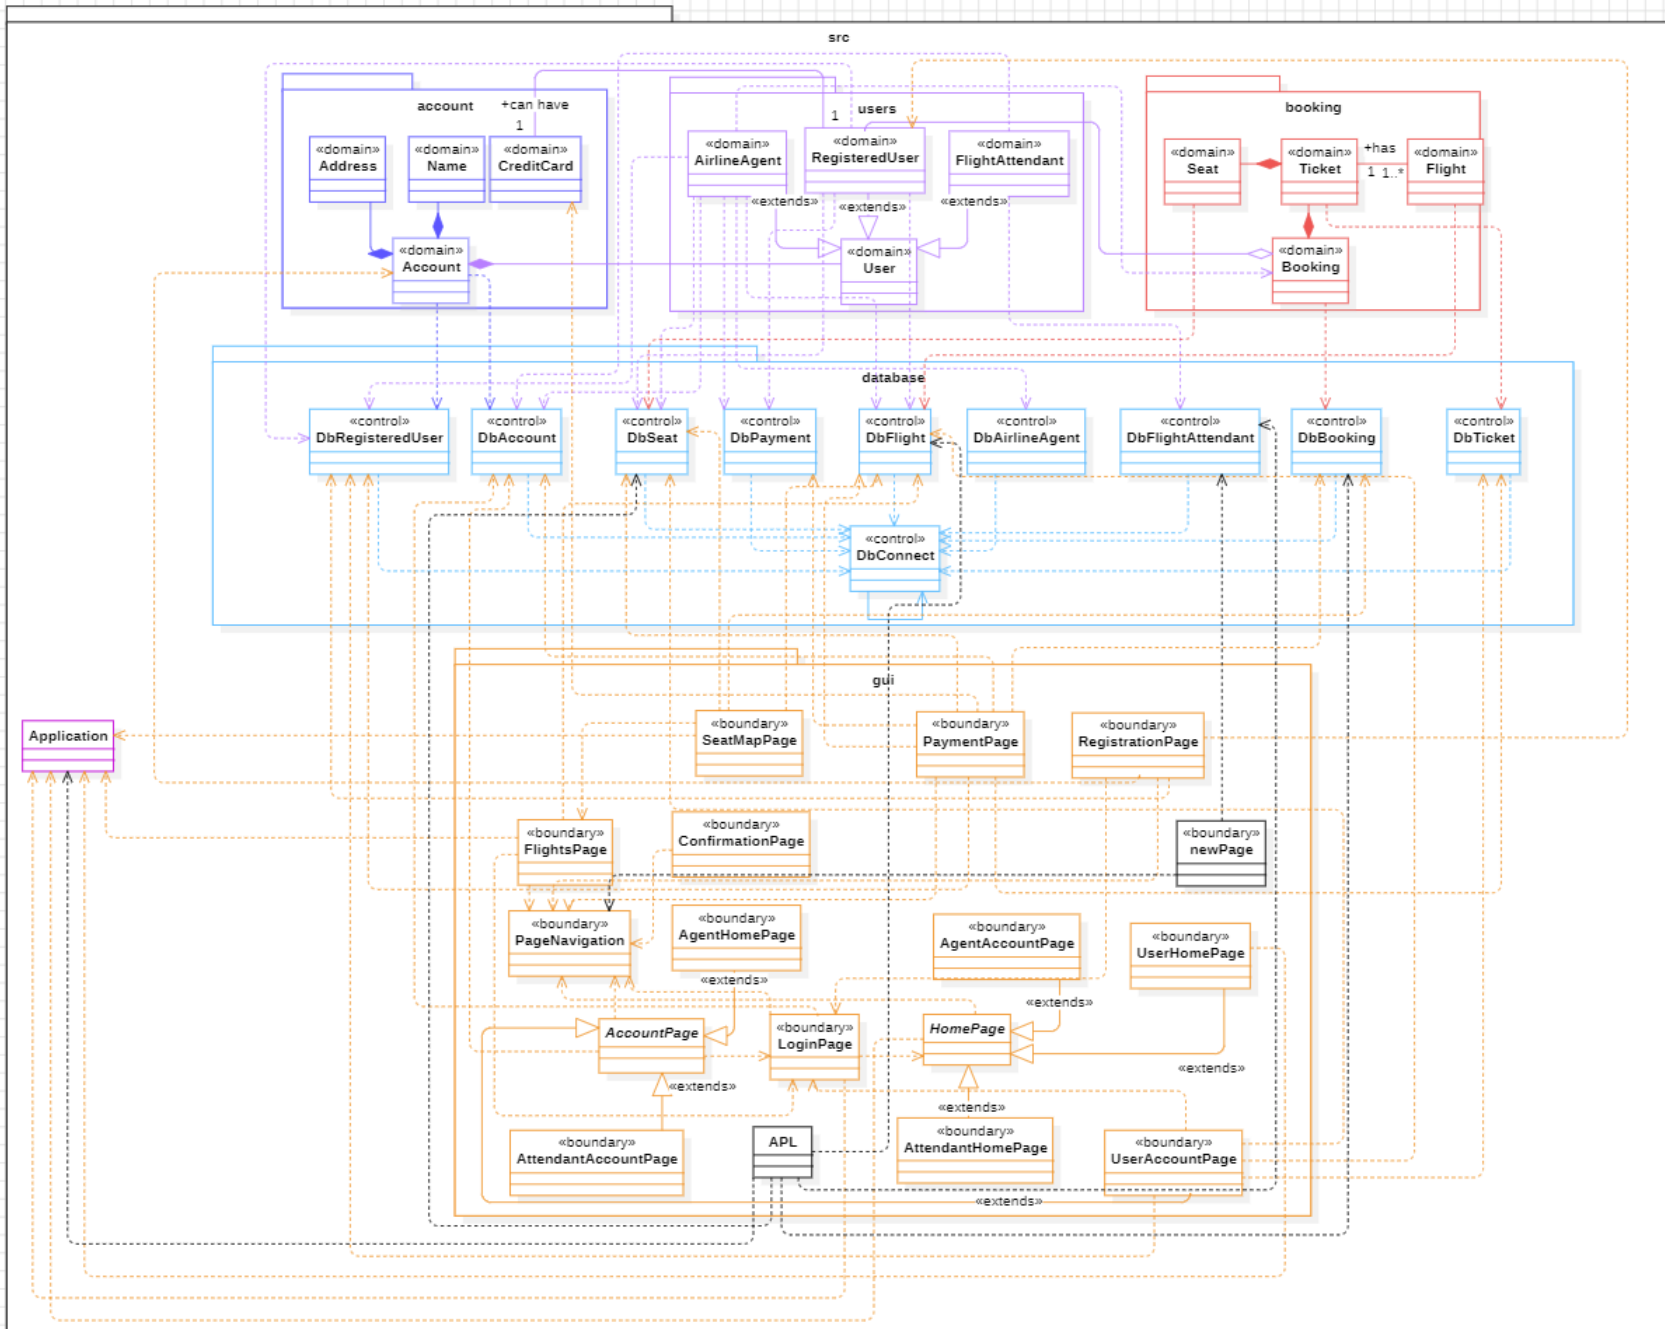 src
account
+can have
1
«domain»
Address
«domain»
Name
«domain»
CreditCard
«domain»
Account
users
1
«domain»
AirlineAgent
«domain»
RegisteredUser
«domain»
FlightAttendant
«extends»
«extends»
«extends»
«domain»
User
booking
«domain»
Seat
«domain»
Ticket
+has
1 1..*
«domain»
Flight
«domain»
Booking
database
«control»
DbRegisteredUser
«control»
DbAccount
«control»
DbSeat
«control»
DbPayment
«control»
DbFlight
«control»
DbAirlineAgent
«control»
DbFlightAttendant
«control»
DbBooking
«control»
DbTicket
«control»
DbConnect
gui
Application
«boundary»
SeatMapPage
«boundary»
PaymentPage
«boundary»
RegistrationPage
«boundary»
FlightsPage
«boundary»
ConfirmationPage
«boundary»
newPage
«boundary»
PageNavigation
«boundary»
AgentHomePage
«boundary»
AgentAccountPage
«boundary»
UserHomePage
«extends»
«extends»
AccountPage
«boundary»
LoginPage
HomePage
«extends»
«extends»
«extends»
«boundary»
AttendantAccountPage
APL
«boundary»
AttendantHomePage
«boundary»
UserAccountPage
«extends»